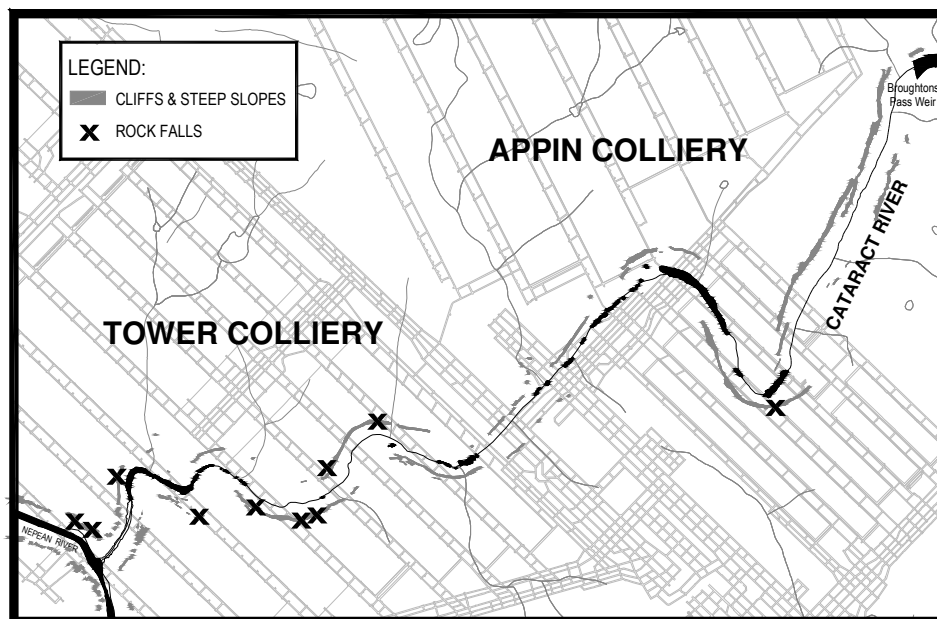 LEGEND:
CLIFFS & STEEP SLOPES
X ROCK FALLS
Broughtons
Pass Weir
APPIN COLLIERY
CATARACT RIVER
TOWER COLLIERY
NEPEAN RIVER